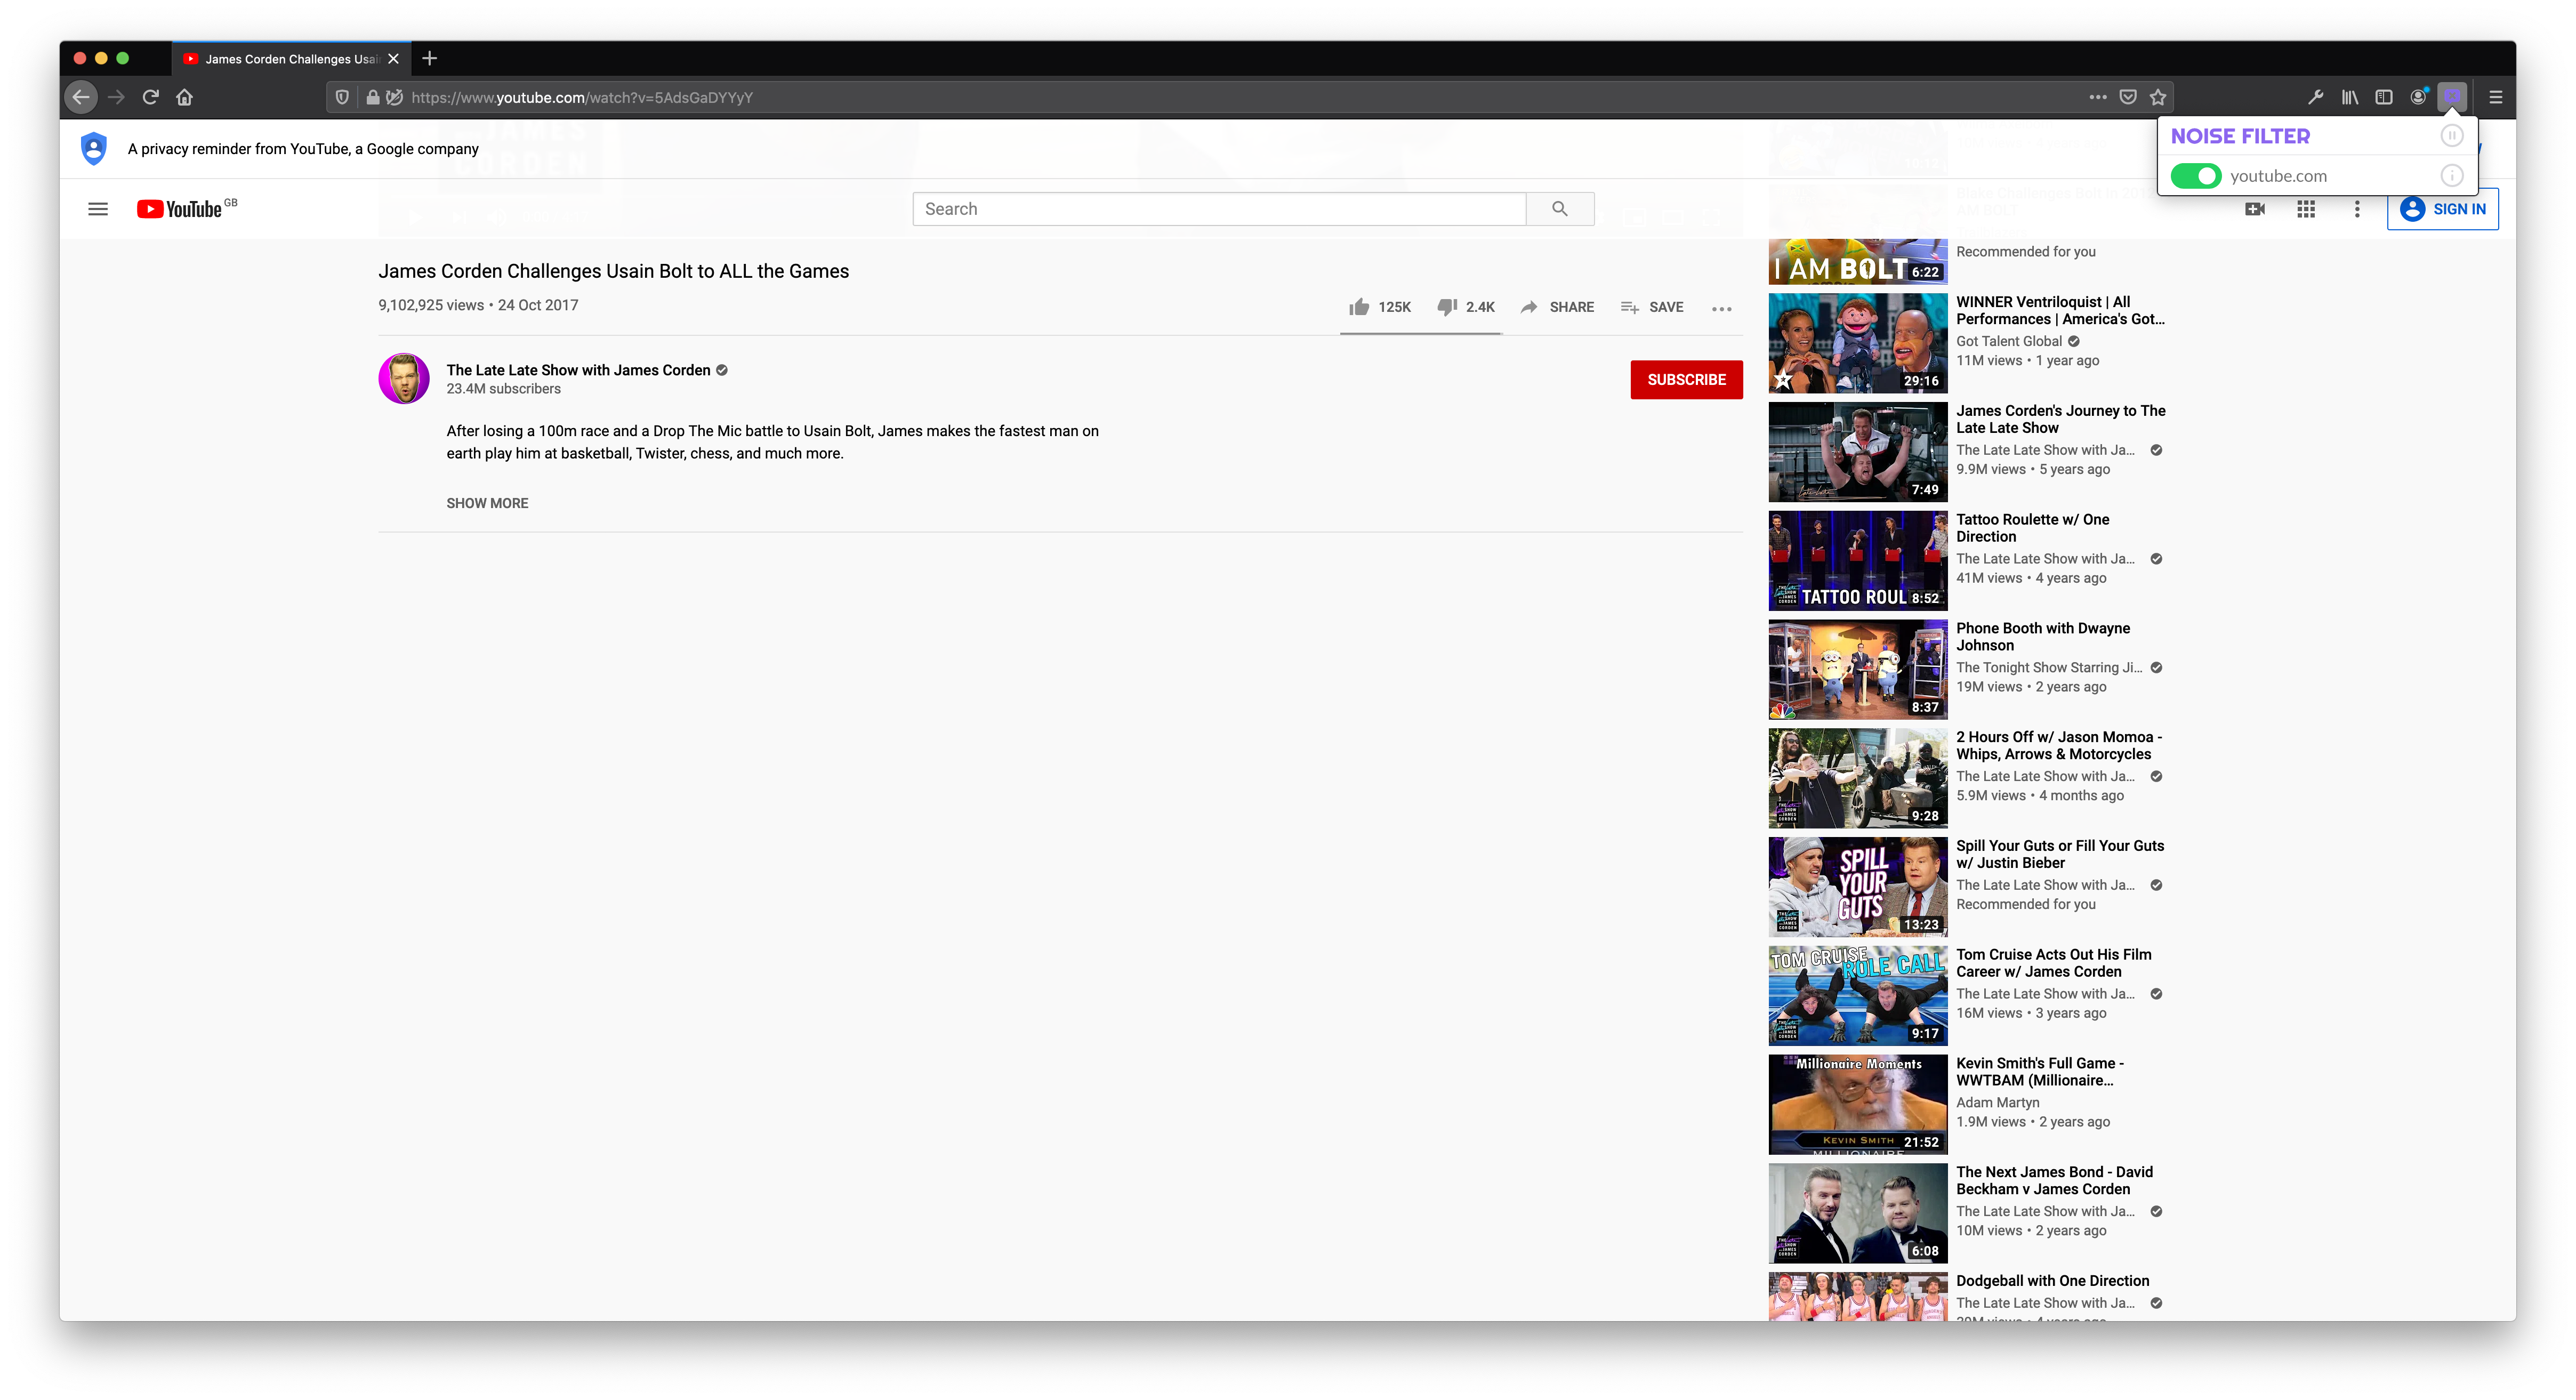 James Corden Challenges Usai
https://www.youtube.com/watch?v=5AdsGaDYYyY
NOISE FILTER
youtube.com
A privacy reminder from YouTube, a Google company
YouTube GB
Search
SIGN IN
James Corden Challenges Usain Bolt to ALL the Games
9,102,925 views • 24 Oct 2017
125K
2.4K
SHARE
SAVE
The Late Late Show with James Corden
23.4M subscribers
SUBSCRIBE
After losing a 100m race and a Drop The Mic battle to Usain Bolt, James makes the fastest man on
earth play him at basketball, Twister, chess, and much more.
SHOW MORE
I AM BOLT
6:22
Recommended for you
29:16
WINNER Ventriloquist | All
Performances | America's Got...
Got Talent Global
11M views • 1 year ago
7:49
James Corden's Journey to The
Late Late Show
The Late Late Show with Ja...
9.9M views • 5 years ago
TATTOO ROUL
8:52
Tattoo Roulette w/ One
Direction
The Late Late Show with Ja...
41M views • 4 years ago
8:37
Phone Booth with Dwayne
Johnson
The Tonight Show Starring Ji...
19M views • 2 years ago
9:28
2 Hours Off w/ Jason Momoa -
Whips, Arrows & Motorcycles
The Late Late Show with Ja...
5.9M views • 4 months ago
SPILL
YOUR
GUTS
13:23
Spill Your Guts or Fill Your Guts
w/ Justin Bieber
The Late Late Show with Ja...
Recommended for you
TOM CRUISE
ROLE CALL
9:17
Tom Cruise Acts Out His Film
Career w/ James Corden
The Late Late Show with Ja...
16M views • 3 years ago
Millionaire Moments
KEVIN SMITH
21:52
MILLIONAIRE
Kevin Smith's Full Game -
WWTBAM (Millionaire...
Adam Martyn
1.9M views • 2 years ago
6:08
The Next James Bond - David
Beckham v James Corden
The Late Late Show with Ja...
10M views • 2 years ago
Dodgeball with One Direction
The Late Late Show with Ja...